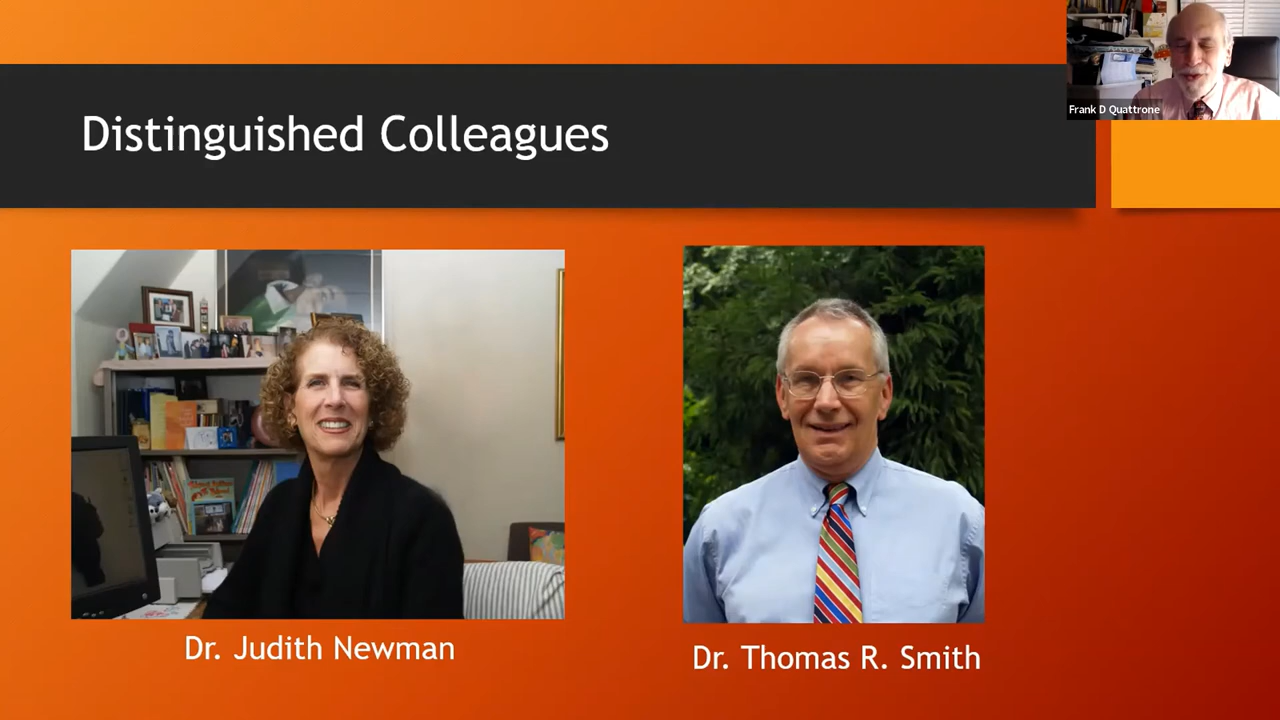 Distinguished Colleagues
Frank D Quattrone
Dr. Judith Newman
Dr. Thomas R. Smith